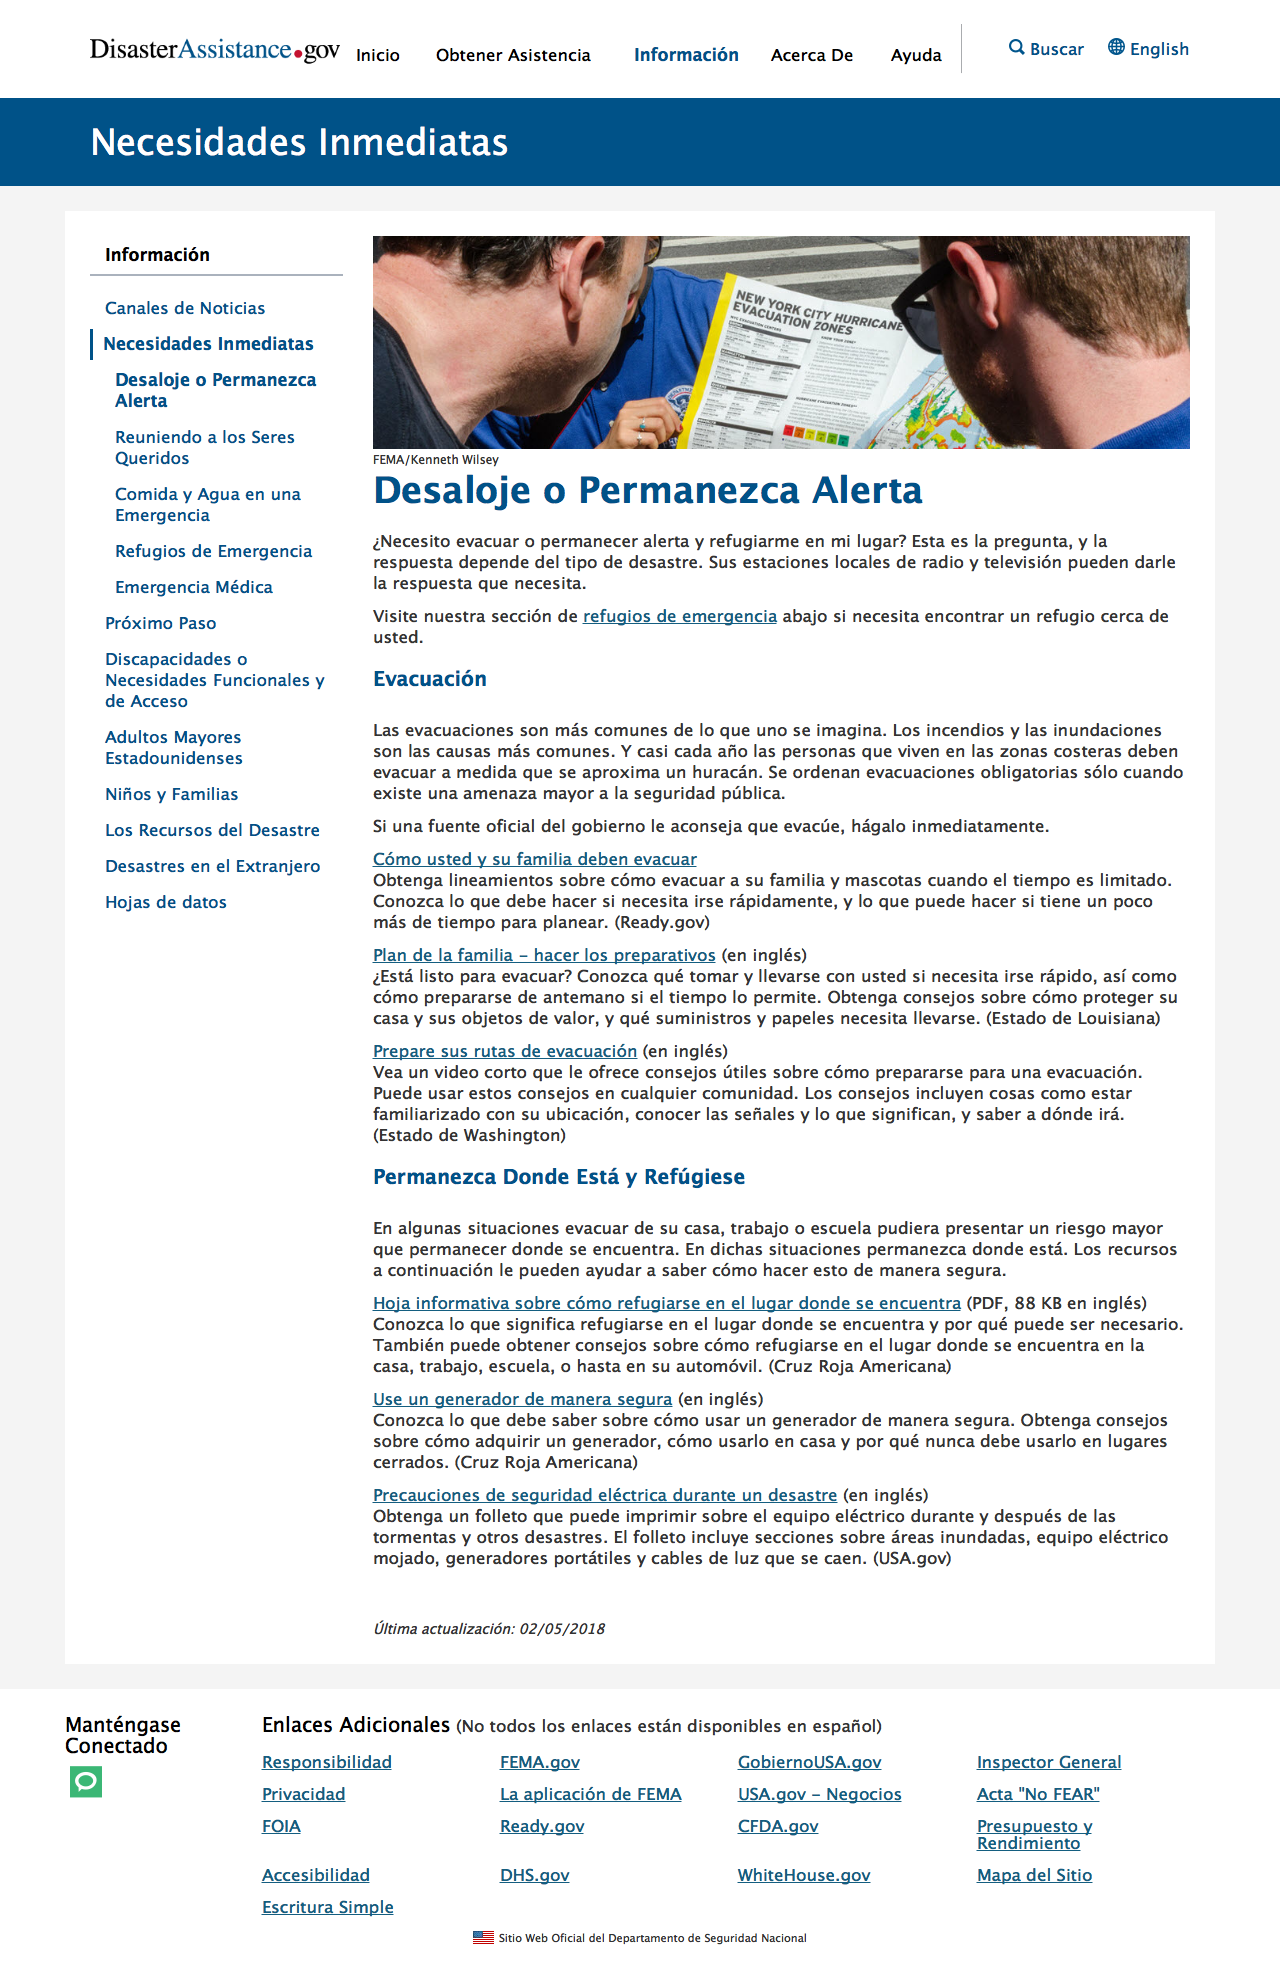 DisasterAssistance.gov
Inicio
Obtener Asistencia
Información
Acerca De
Ayuda
Buscar
English
Necesidades Inmediatas
Información
Canales de Noticias
Necesidades Inmediatas
Desaloje o Permanezca
Alerta
Reuniendo a los Seres
Queridos
Comida y Agua en una
Emergencia
Refugios de Emergencia
Emergencia Médica
Próximo Paso
Discapacidades o
Necesidades Funcionales y
de Acceso
Adultos Mayores
Estadounidenses
Niños y Familias
Los Recursos del Desastre
Desastres en el Extranjero
Hojas de datos
NEW YORK CITY HURRICANE
EVACUATION ZONES
FEMA/Kenneth Wilsey
Desaloje o Permanezca Alerta
¿Necesito evacuar o permanecer alerta y refugiarme en mi lugar? Esta es la pregunta, y la
respuesta depende del tipo de desastre. Sus estaciones locales de radio y televisión pueden darle
la respuesta que necesita.
Visite nuestra sección de refugios de emergencia abajo si necesita encontrar un refugio cerca de
usted.
Evacuación
Las evacuaciones son más comunes de lo que uno se imagina. Los incendios y las inundaciones
son las causas más comunes. Y casi cada año las personas que viven en las zonas costeras deben
evacuar a medida que se aproxima un huracán. Se ordenan evacuaciones obligatorias sólo cuando
existe una amenaza mayor a la seguridad pública.
Si una fuente oficial del gobierno le aconseja que evacúe, hágalo inmediatamente.
Cómo usted y su familia deben evacuar
Obtenga lineamientos sobre cómo evacuar a su familia y mascotas cuando el tiempo es limitado.
Conozca lo que debe hacer si necesita irse rápidamente, y lo que puede hacer si tiene un poco
más de tiempo para planear. (Ready.gov)
Plan de la familia – hacer los preparativos (en inglés)
¿Está listo para evacuar? Conozca qué tomar y llevarse con usted si necesita irse rápido, así como
cómo prepararse de antemano si el tiempo lo permite. Obtenga consejos sobre cómo proteger su
casa y sus objetos de valor, y qué suministros y papeles necesita llevarse. (Estado de Louisiana)
Prepare sus rutas de evacuación (en inglés)
Vea un video corto que le ofrece consejos útiles sobre cómo prepararse para una evacuación.
Puede usar estos consejos en cualquier comunidad. Los consejos incluyen cosas como estar
familiarizado con su ubicación, conocer las señales y lo que significan, y saber a dónde irá.
(Estado de Washington)
Permanezca Donde Está y Refúgiese
En algunas situaciones evacuar de su casa, trabajo o escuela pudiera presentar un riesgo mayor
que permanecer donde se encuentra. En dichas situaciones permanezca donde está. Los recursos
a continuación le pueden ayudar a saber cómo hacer esto de manera segura.
Hoja informativa sobre cómo refugiarse en el lugar donde se encuentra (PDF, 88 KB en inglés)
Conozca lo que significa refugiarse en el lugar donde se encuentra y por qué puede ser necesario.
También puede obtener consejos sobre cómo refugiarse en el lugar donde se encuentra en la
casa, trabajo, escuela, o hasta en su automóvil. (Cruz Roja Americana)
Use un generador de manera segura (en inglés)
Conozca lo que debe saber sobre cómo usar un generador de manera segura. Obtenga consejos
sobre cómo adquirir un generador, cómo usarlo en casa y por qué nunca debe usarlo en lugares
cerrados. (Cruz Roja Americana)
Precauciones de seguridad eléctrica durante un desastre (en inglés)
Obtenga un folleto que puede imprimir sobre el equipo eléctrico durante y después de las
tormentas y otros desastres. El folleto incluye secciones sobre áreas inundadas, equipo eléctrico
mojado, generadores portátiles y cables de luz que se caen. (USA.gov)
Última actualización: 02/05/2018
Manténgase
Conectado
Enlaces Adicionales (No todos los enlaces están disponibles en español)
Responsibilidad
FEMA.gov
GobiernoUSA.gov
Inspector General
Privacidad
La aplicación de FEMA
USA.gov – Negocios
Acta "No FEAR"
FOIA
Ready.gov
CFDA.gov
Presupuesto y
Rendimiento
Accesibilidad
DHS.gov
WhiteHouse.gov
Mapa del Sitio
Escritura Simple
Sitio Web Oficial del Departamento de Seguridad Nacional